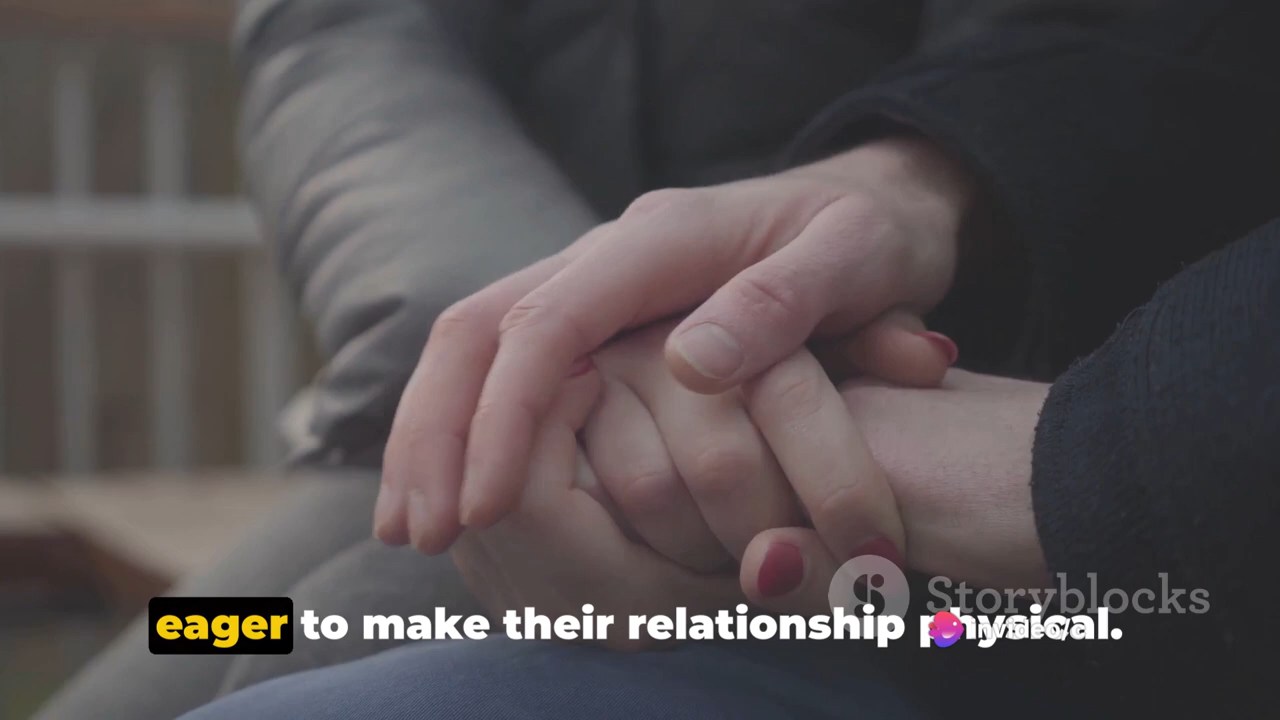 Storyblocks
eager to make their relationship physical.